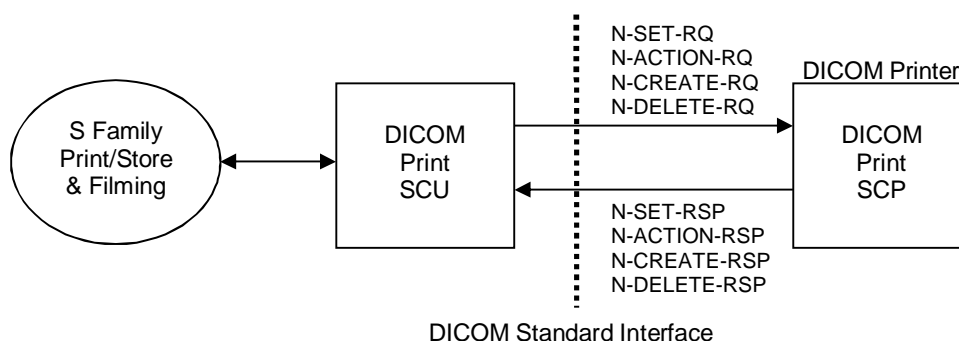 N-SET-RQ
N-ACTION-RQ
N-CREATE-RQ
N-DELETE-RQ
DICOM Printer
S Family
Print/Store
& Filming
DICOM
Print
SCU
DICOM
Print
SCP
N-SET-RSP
N-ACTION-RSP
N-CREATE-RSP
N-DELETE-RSP
DICOM Standard Interface